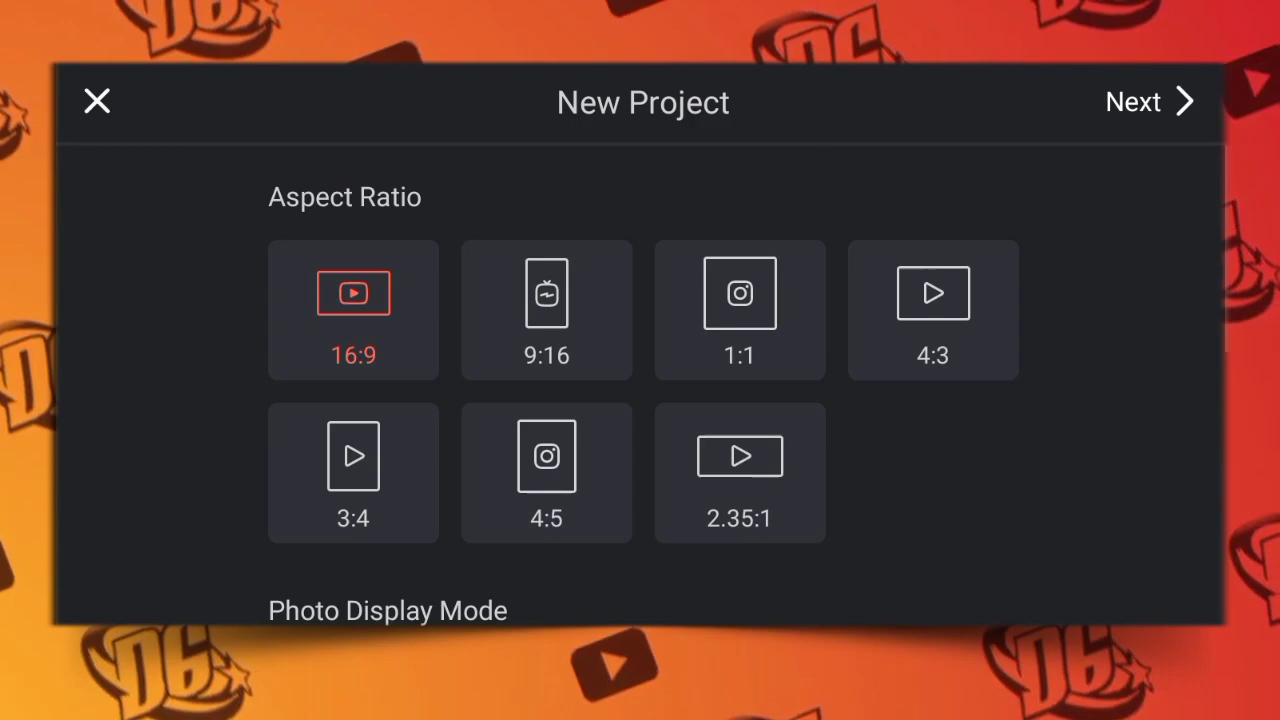 New Project
Next
Aspect Ratio
16:9
9:16
1:1
4:3
3:4
4:5
2.35:1
Photo Display Mode